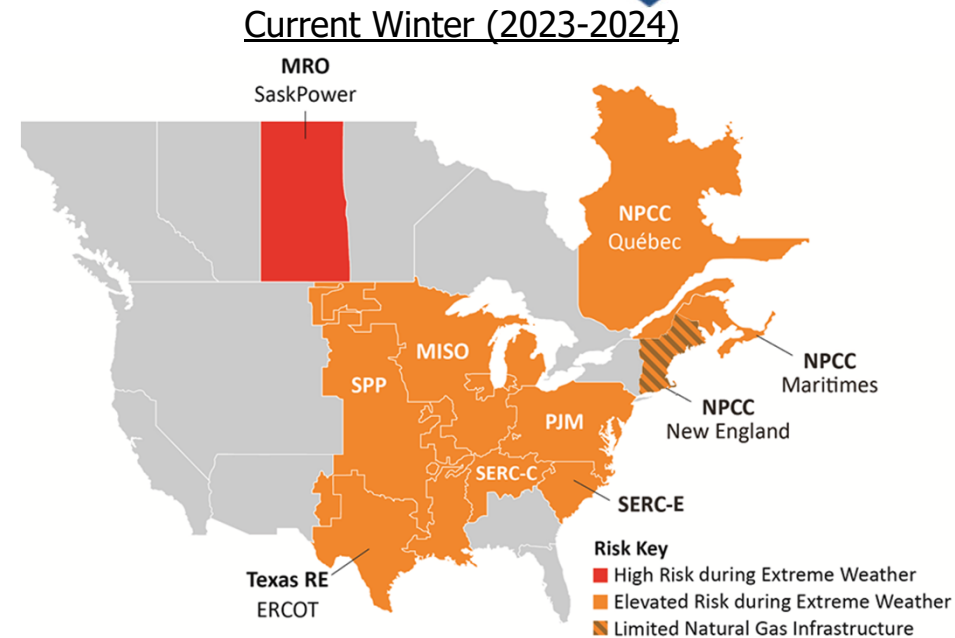 Current Winter (2023-2024)
MRO
SaskPower
NPCC
Québec
MISO
SPP
NPCC
Maritimes
NPCC
New England
PJM
SERC-C
SERC-E
Texas RE
ERCOT
Risk Key
High Risk during Extreme Weather
Elevated Risk during Extreme Weather
Limited Natural Gas Infrastructure